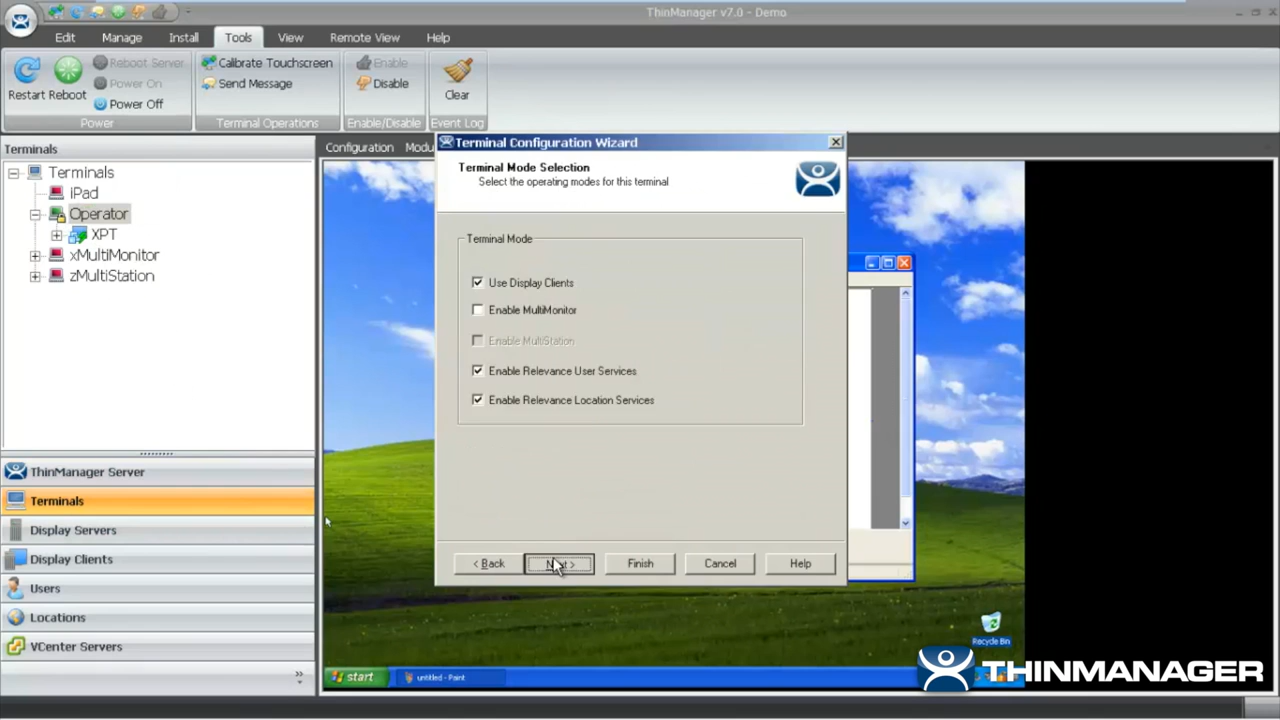 ThinManager v7.0 - Demo
Edit Manage Install Tools View Remote View Help
Restart Reboot
Reboot Server
Power On
Power Off
Power
Calibrate Touchscreen
Send Message
Terminal Operations
Enable
Disable
Enable/Disable
Clear
Event Log
Terminals
Terminals
iPad
Operator
XPT
xMultiMonitor
zMultiStation
ThinManager Server
Terminals
Display Servers
Display Clients
Users
Locations
VCenter Servers
Configuration Modu
Terminal Configuration Wizard
Terminal Mode Selection
Select the operating modes for this terminal
Terminal Mode
Use Display Clients
Enable MultiMonitor
Enable MultiStation
Enable Relevance User Services
Enable Relevance Location Services
< Back Next > Finish Cancel Help
Recycle Bin
start untitled - Paint
THINMANAGER